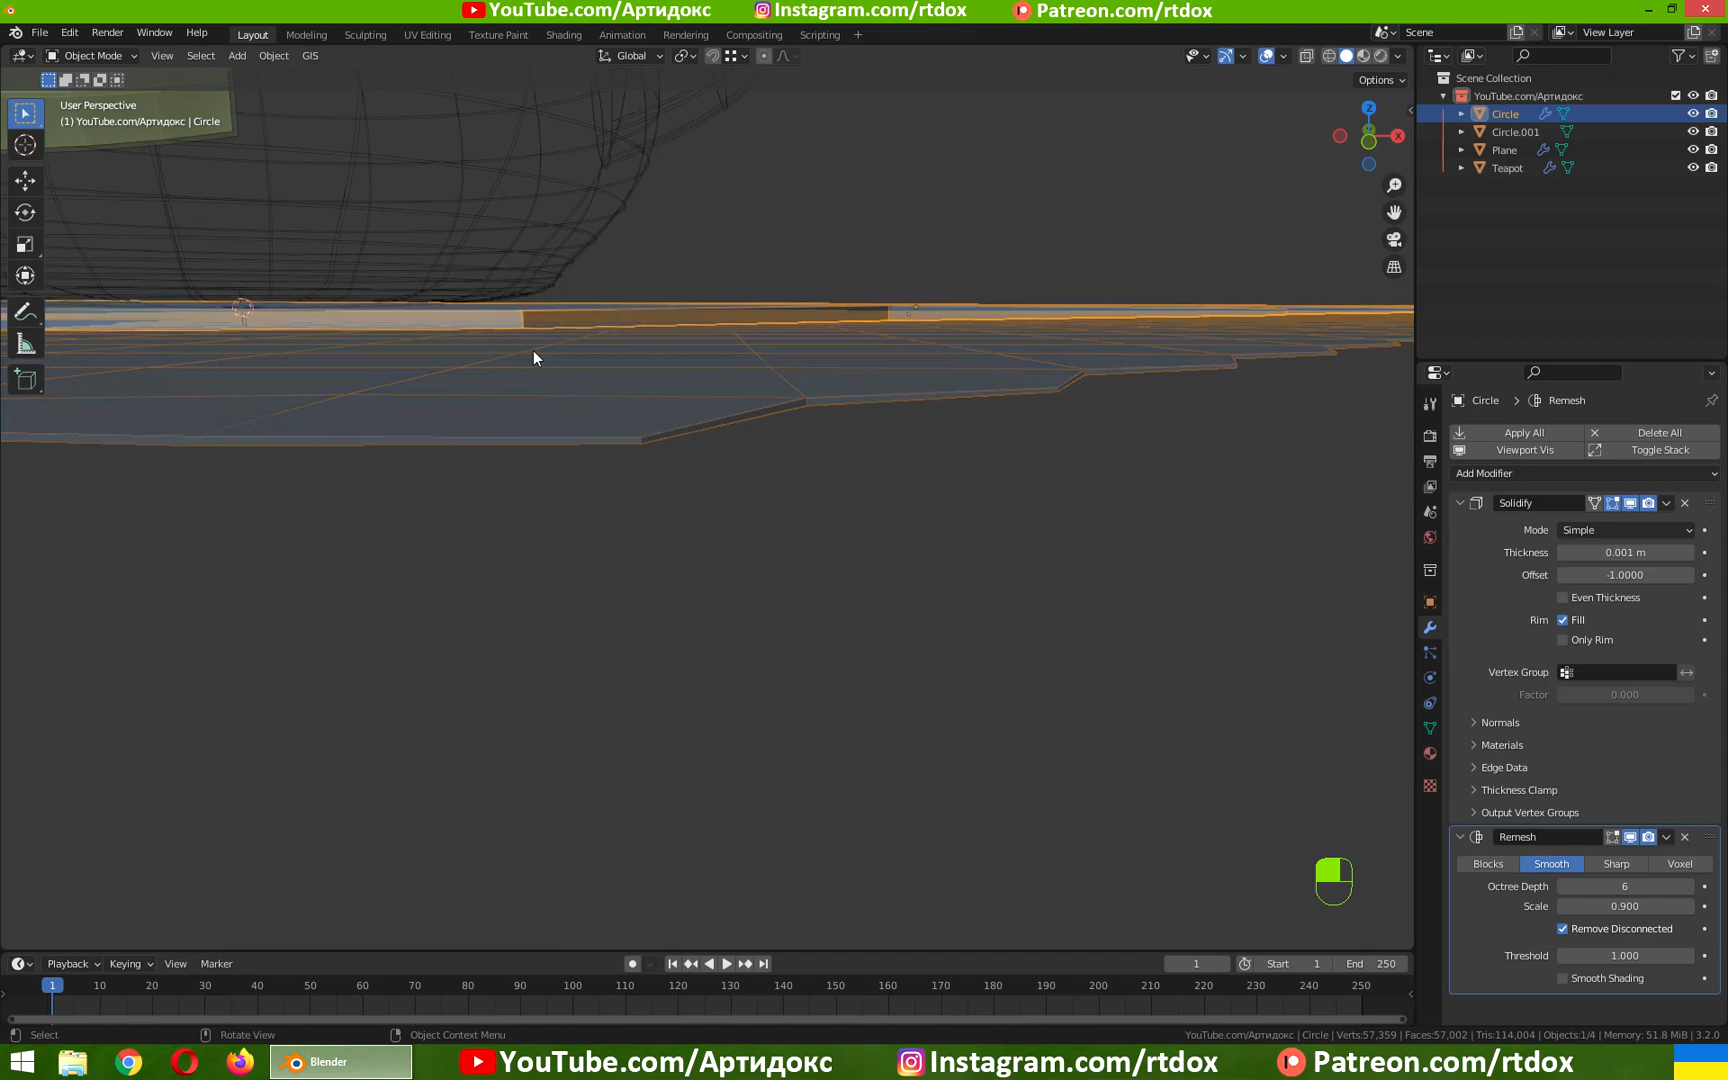 YouTube.com/Артидокс Instagram.com/rtdox Patreon.com/rtdox
File Edit Render Window Help Layout Modeling Sculpting UV Editing Texture Paint Shading Animation Rendering Compositing Scripting + Scene View Layer
Object Mode View Select Add Object GIS Global
Options
User Perspective
(1) YouTube.com/Артидокс | Circle
Z
X
Scene Collection
YouTube.com/Артидокс
Circle
Circle.001
Plane
Teapot
Circle > Remesh
Apply All Delete All
Viewport Vis Toggle Stack
Add Modifier
Solidify
Mode Simple
Thickness 0.001 m
Offset -1.0000
Even Thickness
Rim Fill
Only Rim
Vertex Group
Factor 0.000
Normals
Materials
Edge Data
Thickness Clamp
Output Vertex Groups
Remesh
Blocks Smooth Sharp Voxel
Octree Depth 6
Scale 0.900
Remove Disconnected
Threshold 1.000
Smooth Shading
Playback Keying View Marker 1 Start 1 End 250
1 10 20 30 40 50 60 70 80 90 100 110 120 130 140 150 160 170 180 190 200 210 220 230 240 250
Select Rotate View Object Context Menu YouTube.com/Артидокс | Circle | Verts:57,359 | Faces:57,002 | Tris:114,004 | Objects:1/4 | Memory: 51.8 MiB | 3.2.0
Blender YouTube.com/Артидокс Instagram.com/rtdox Patreon.com/rtdox